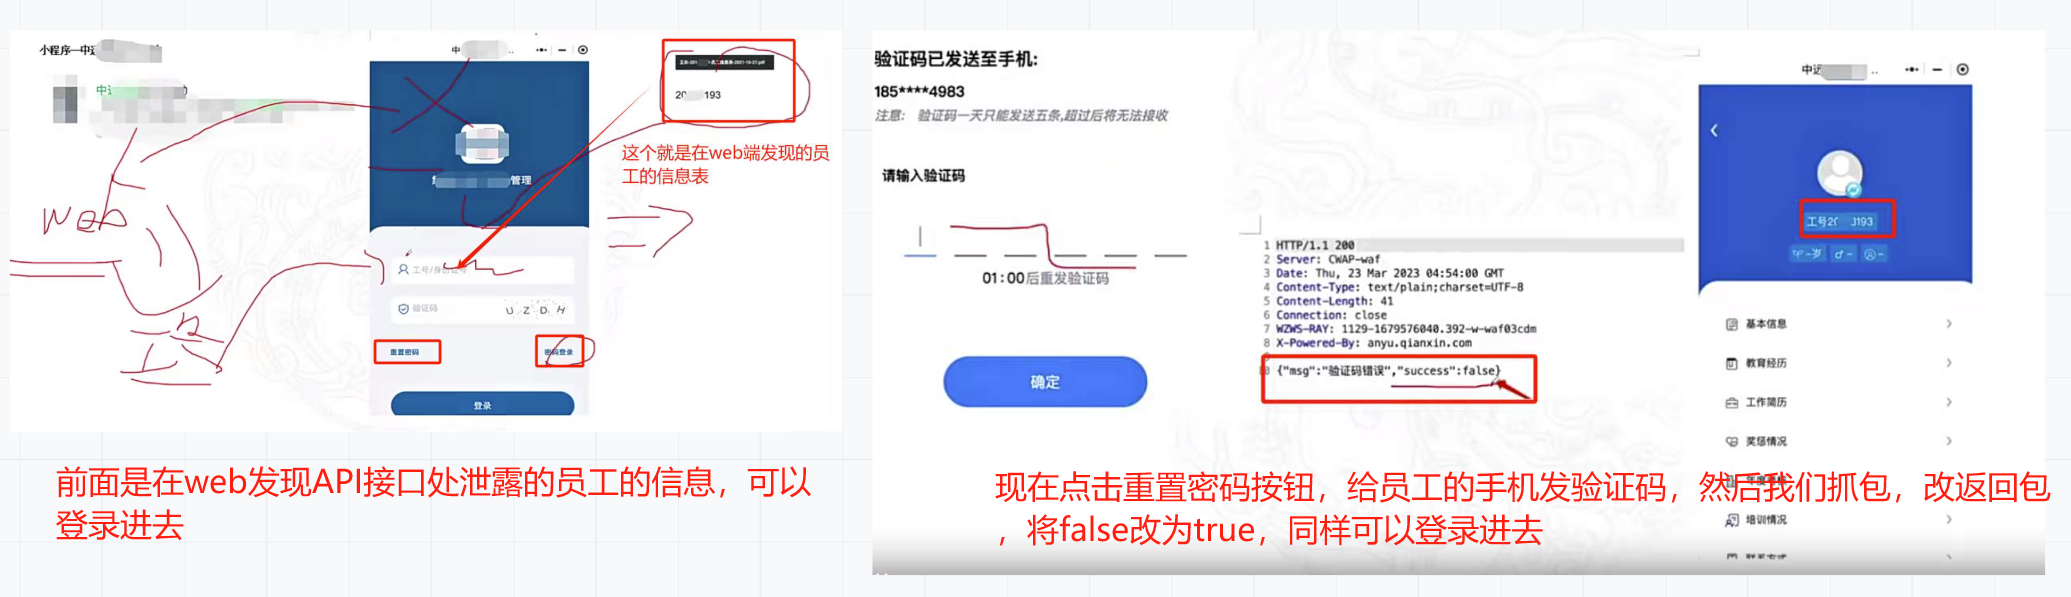 小程序—中
中
管理
工号/身份证号
验证码
U Z D H
重置密码
密码登录
登录
193
这个就是在web端发现的员
工的信息表
Web
前面是在web发现API接口处泄露的员工的信息，可以
登录进去
验证码已发送至手机:
185****4983
注意: 验证码一天只能发送五条,超过后将无法接收
请输入验证码
01:00后重发验证码
确定
1 HTTP/1.1 200
2 Server: CWAP-waf
3 Date: Thu, 23 Mar 2023 04:54:00 GMT
4 Content-Type: text/plain;charset=UTF-8
5 Content-Length: 41
6 Connection: close
7 WZWS-RAY: 1129-1679576040.392-w-waf03cdm
8 X-Powered-By: anyu.qianxin.com
9
10 {"msg":"验证码错误","success":false}
中远
工号20 3193
基本信息
教育经历
工作简历
奖惩情况
培训情况
联系方式
现在点击重置密码按钮，给员工的手机发验证码，然后我们抓包，改返回包
，将false改为true，同样可以登录进去